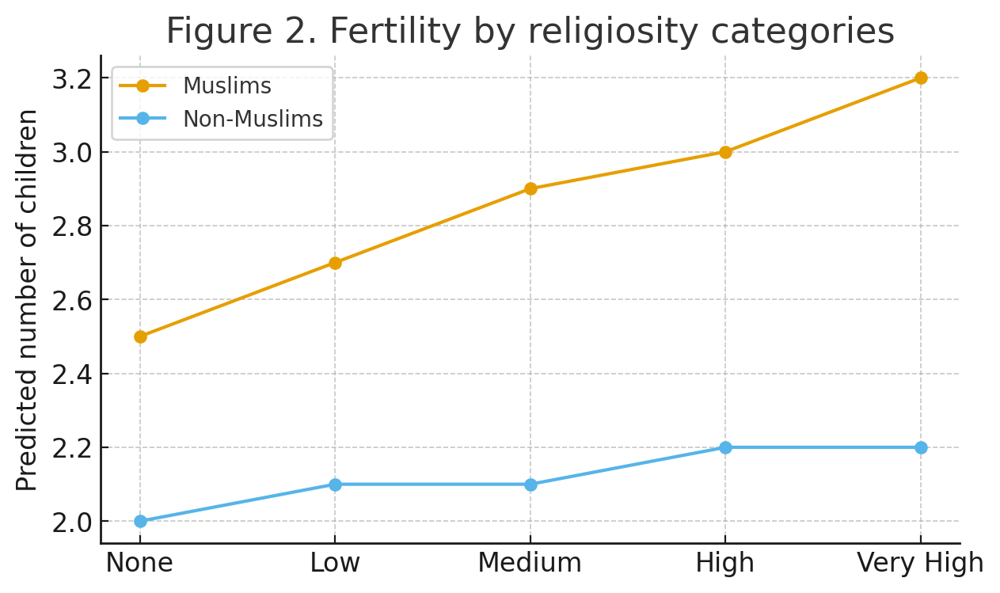 Figure 2. Fertility by religiosity categories
Muslims
Non-Muslims
Predicted number of children
3.2
3.0
2.8
2.6
2.4
2.2
2.0
None Low Medium High Very High